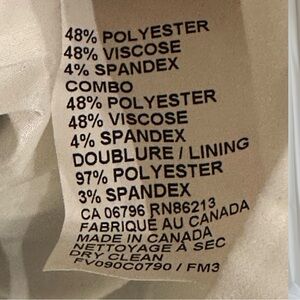 48% POLYESTER
48% VISCOSE
4% SPANDEX
COMBO
48% POLYESTER
48% VISCOSE
4% SPANDEX
DOUBLURE / LINING
97% POLYESTER
3% SPANDEX
CA 06796 RN86213
FABRIQUÉ AU CANADA
MADE IN CANADA
NETTOYAGE À SEC
DRY CLEAN
FV090C0790 / FM3